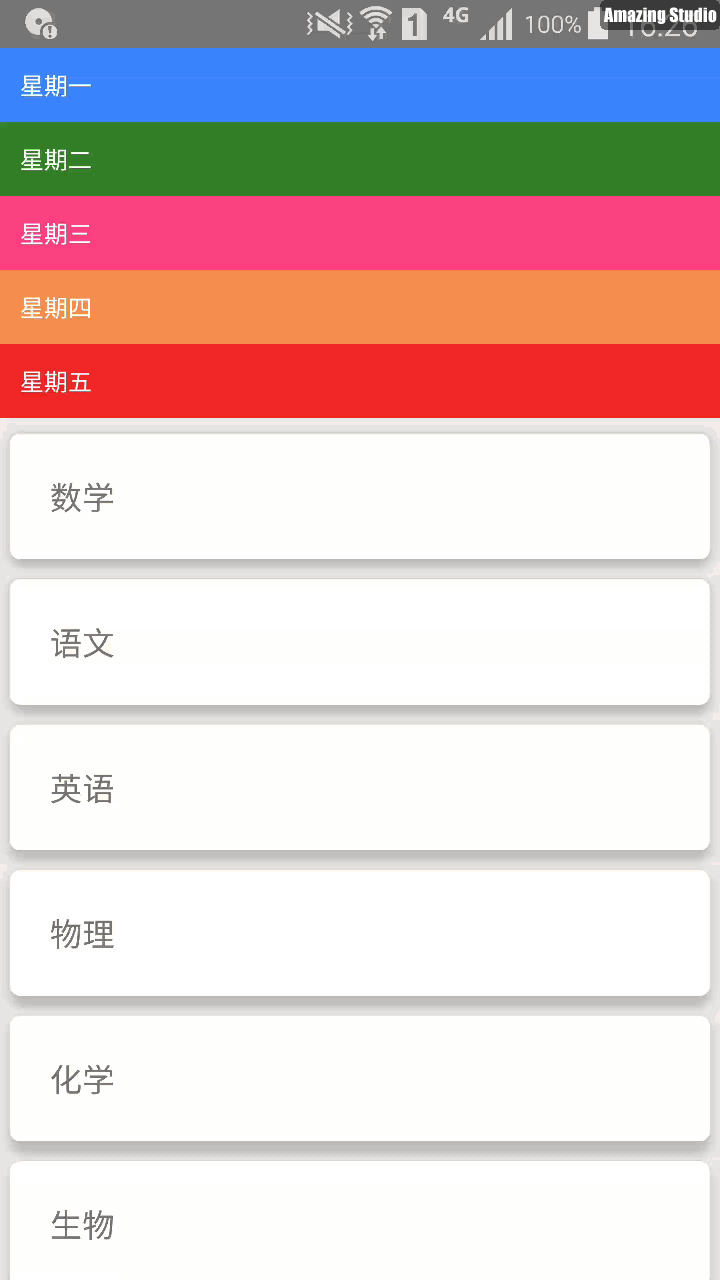 1 4G 100% 16:26
Amazing Studio
星期一
星期二
星期三
星期四
星期五
数学
语文
英语
物理
化学
生物